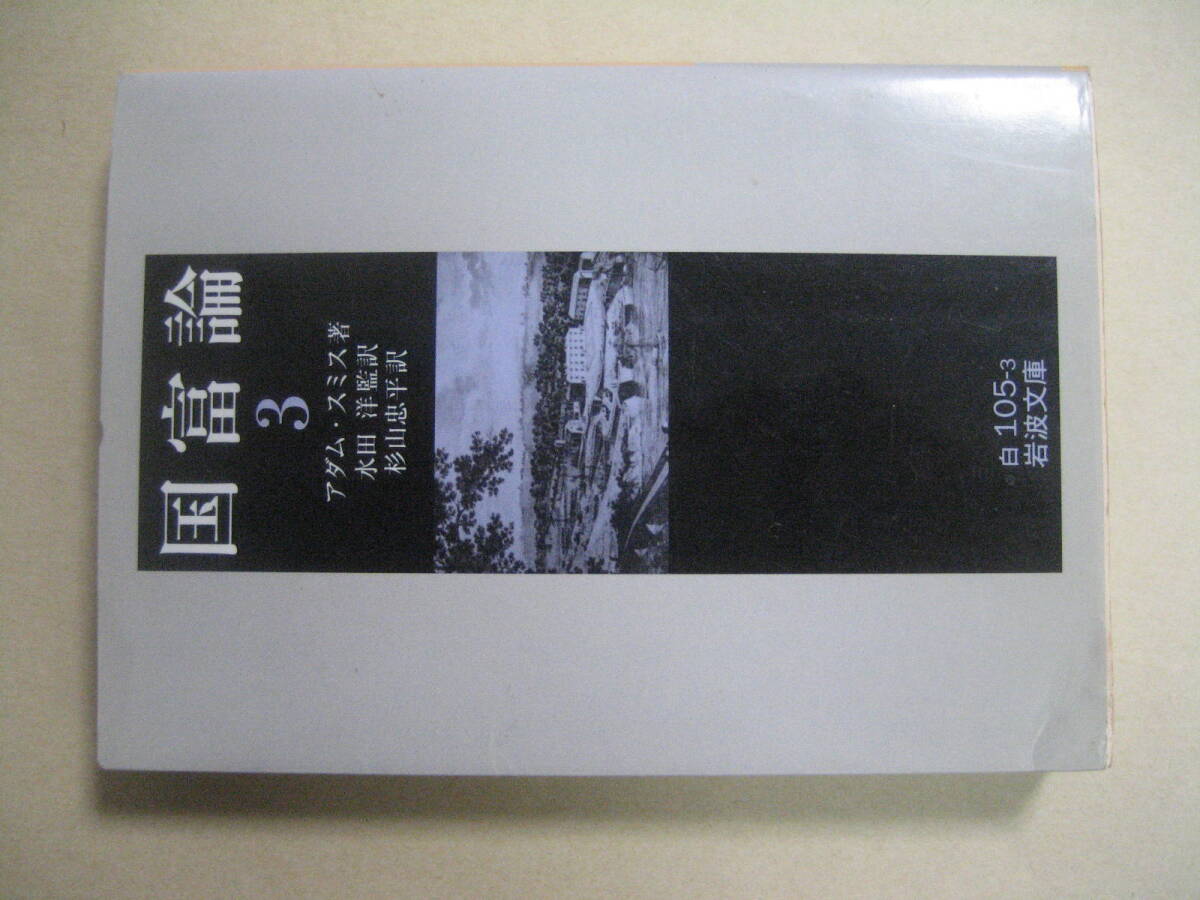 国富論
3
アダム・スミス著
水田 洋監訳
杉山忠平訳
白 105-3
岩波文庫